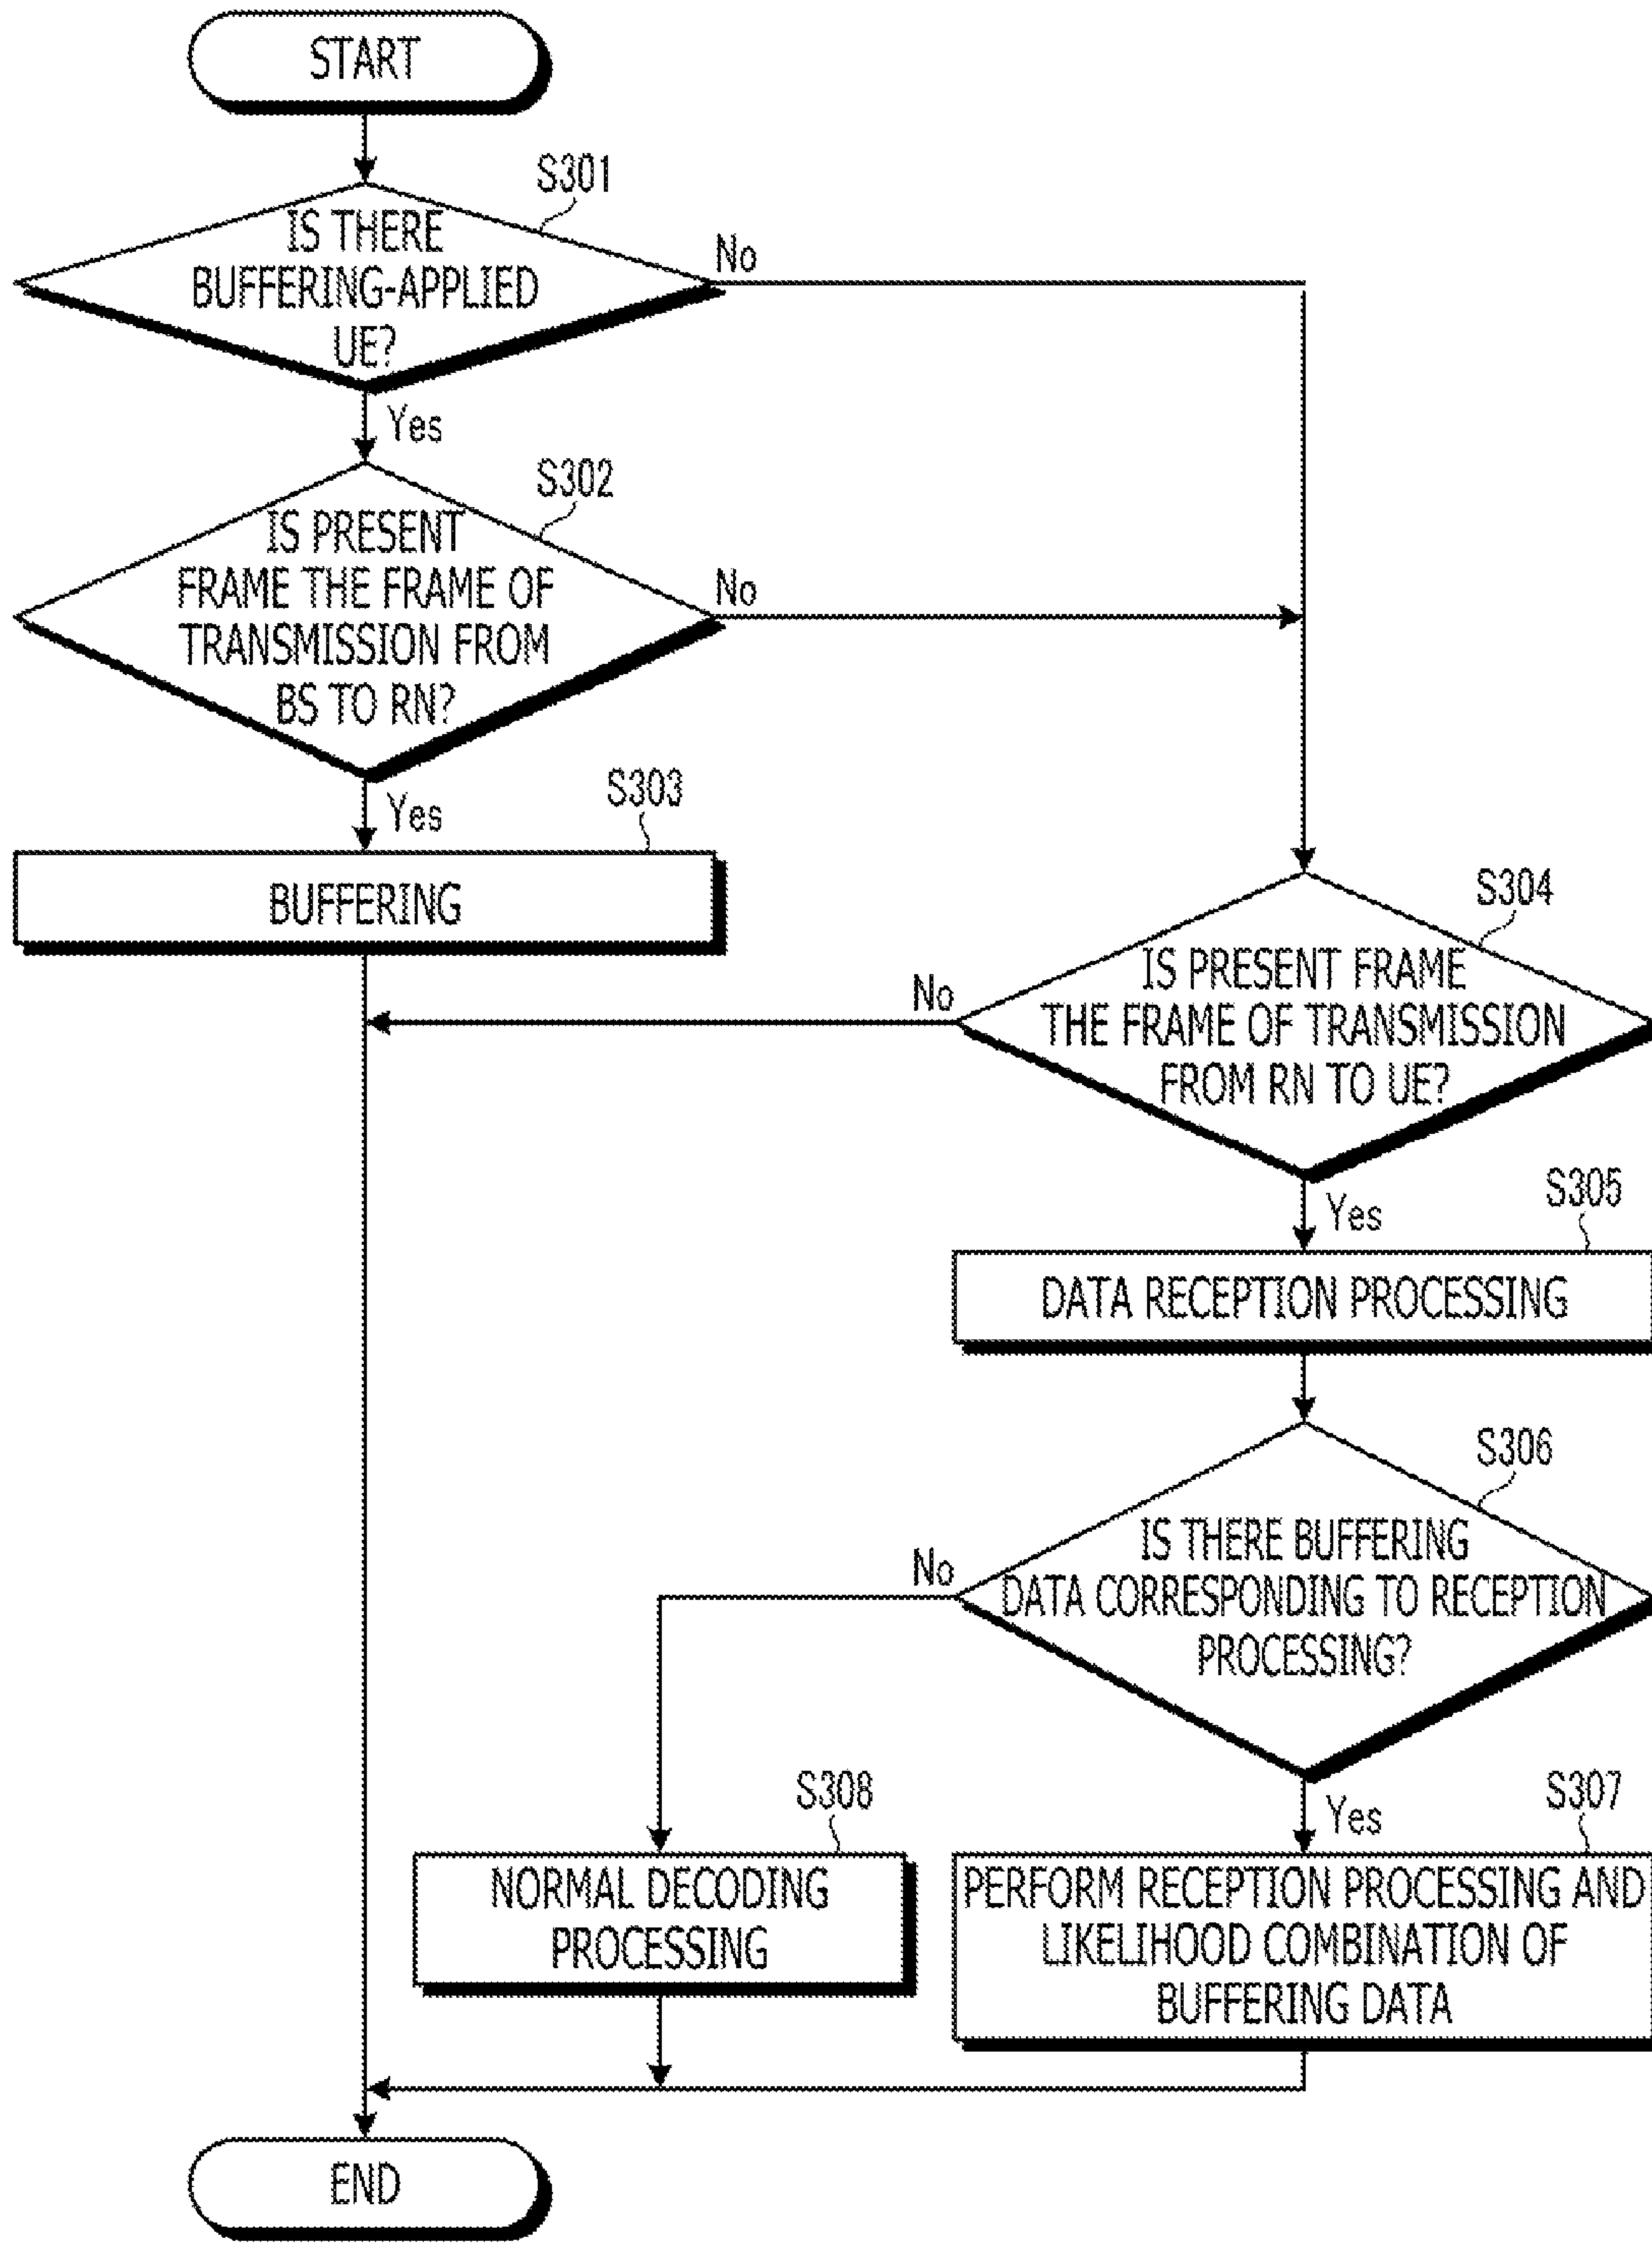 START
S301
IS THERE
BUFFERING-APPLIED
UE?
No
Yes
S302
IS PRESENT
FRAME THE FRAME OF
TRANSMISSION FROM
BS TO RN?
No
Yes
S303
BUFFERING
S304
IS PRESENT FRAME
THE FRAME OF TRANSMISSION
FROM RN TO UE?
No
Yes
S305
DATA RECEPTION PROCESSING
S306
IS THERE BUFFERING
DATA CORRESPONDING TO RECEPTION
PROCESSING?
No
Yes
S308
NORMAL DECODING
PROCESSING
S307
PERFORM RECEPTION PROCESSING AND
LIKELIHOOD COMBINATION OF
BUFFERING DATA
END